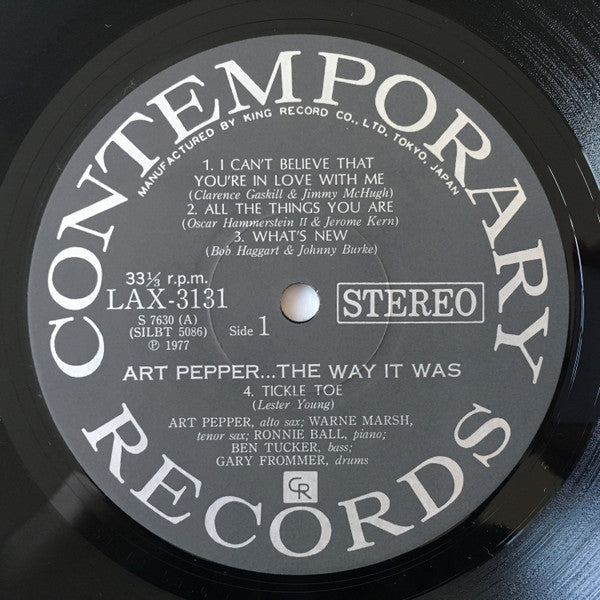 CONTEMPORARY
MANUFACTURED BY KING RECORD CO., LTD. TOKYO, JAPAN
1. I CAN'T BELIEVE THAT
YOU'RE IN LOVE WITH ME
(Clarence Gaskill & Jimmy McHugh)
2. ALL THE THINGS YOU ARE
(Oscar Hammerstein II & Jerome Kern)
3. WHAT'S NEW
(Bob Haggart & Johnny Burke)
33⅓ r.p.m.
LAX-3131
S 7630 (A)
(SILBT 5086)
℗ 1977
Side 1
STEREO
ART PEPPER...THE WAY IT WAS
4. TICKLE TOE
(Lester Young)
ART PEPPER, alto sax; WARNE MARSH,
tenor sax; RONNIE BALL, piano;
BEN TUCKER, bass;
GARY FROMMER, drums
CR
RECORDS